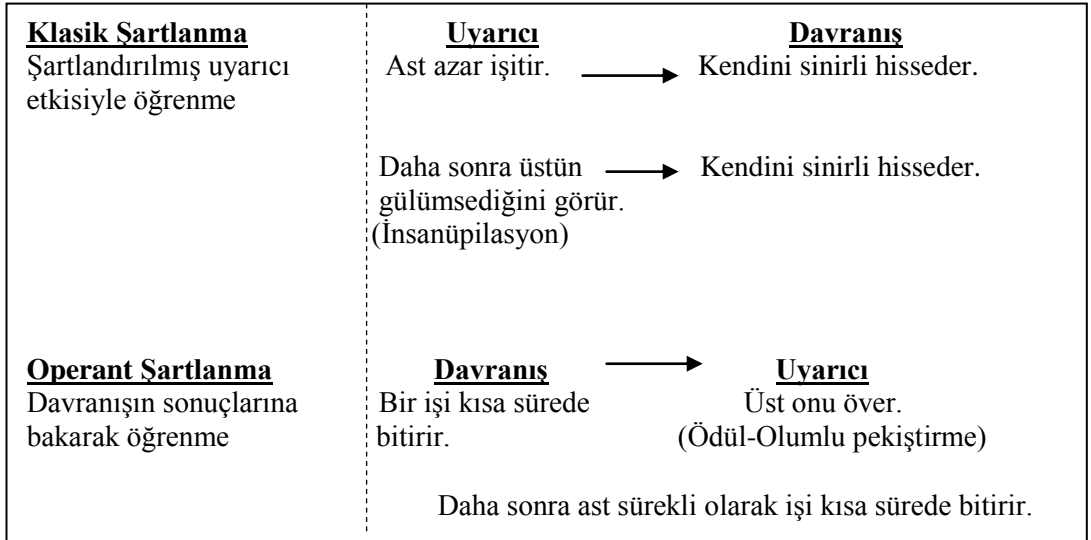 Klasik Şartlanma Uyarıcı Davranış
Şartlandırılmış uyarıcı Ast azar işitir. Kendini sinirli hisseder.
etkisiyle öğrenme
Daha sonra üstün Kendini sinirli hisseder.
gülümsediğini görür.
(İnsanüpilasyon)
Operant Şartlanma Davranış Uyarıcı
Davranışın sonuçlarına Bir işi kısa sürede Üst onu över.
bakarak öğrenme bitirir. (Ödül-Olumlu pekiştirme)
Daha sonra ast sürekli olarak işi kısa sürede bitirir.